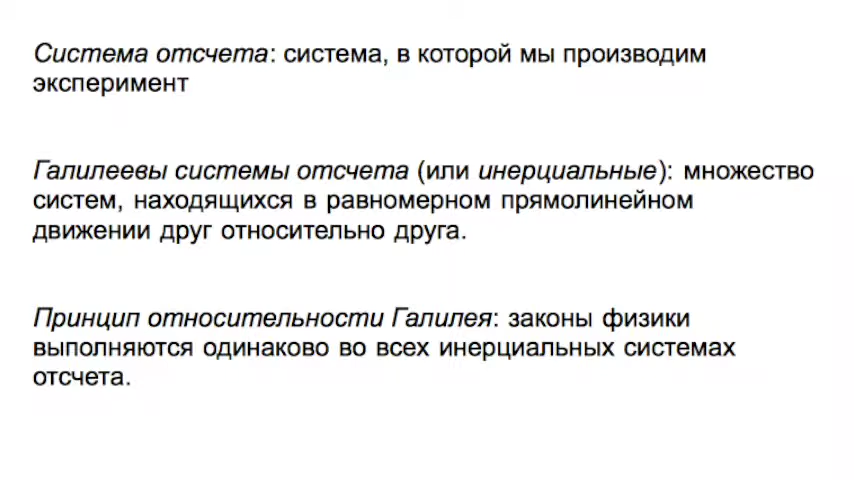 Система отсчета: система, в которой мы производим
эксперимент
Галилеевы системы отсчета (или инерциальные): множество
систем, находящихся в равномерном прямолинейном
движении друг относительно друга.
Принцип относительности Галилея: законы физики
выполняются одинаково во всех инерциальных системах
отсчета.